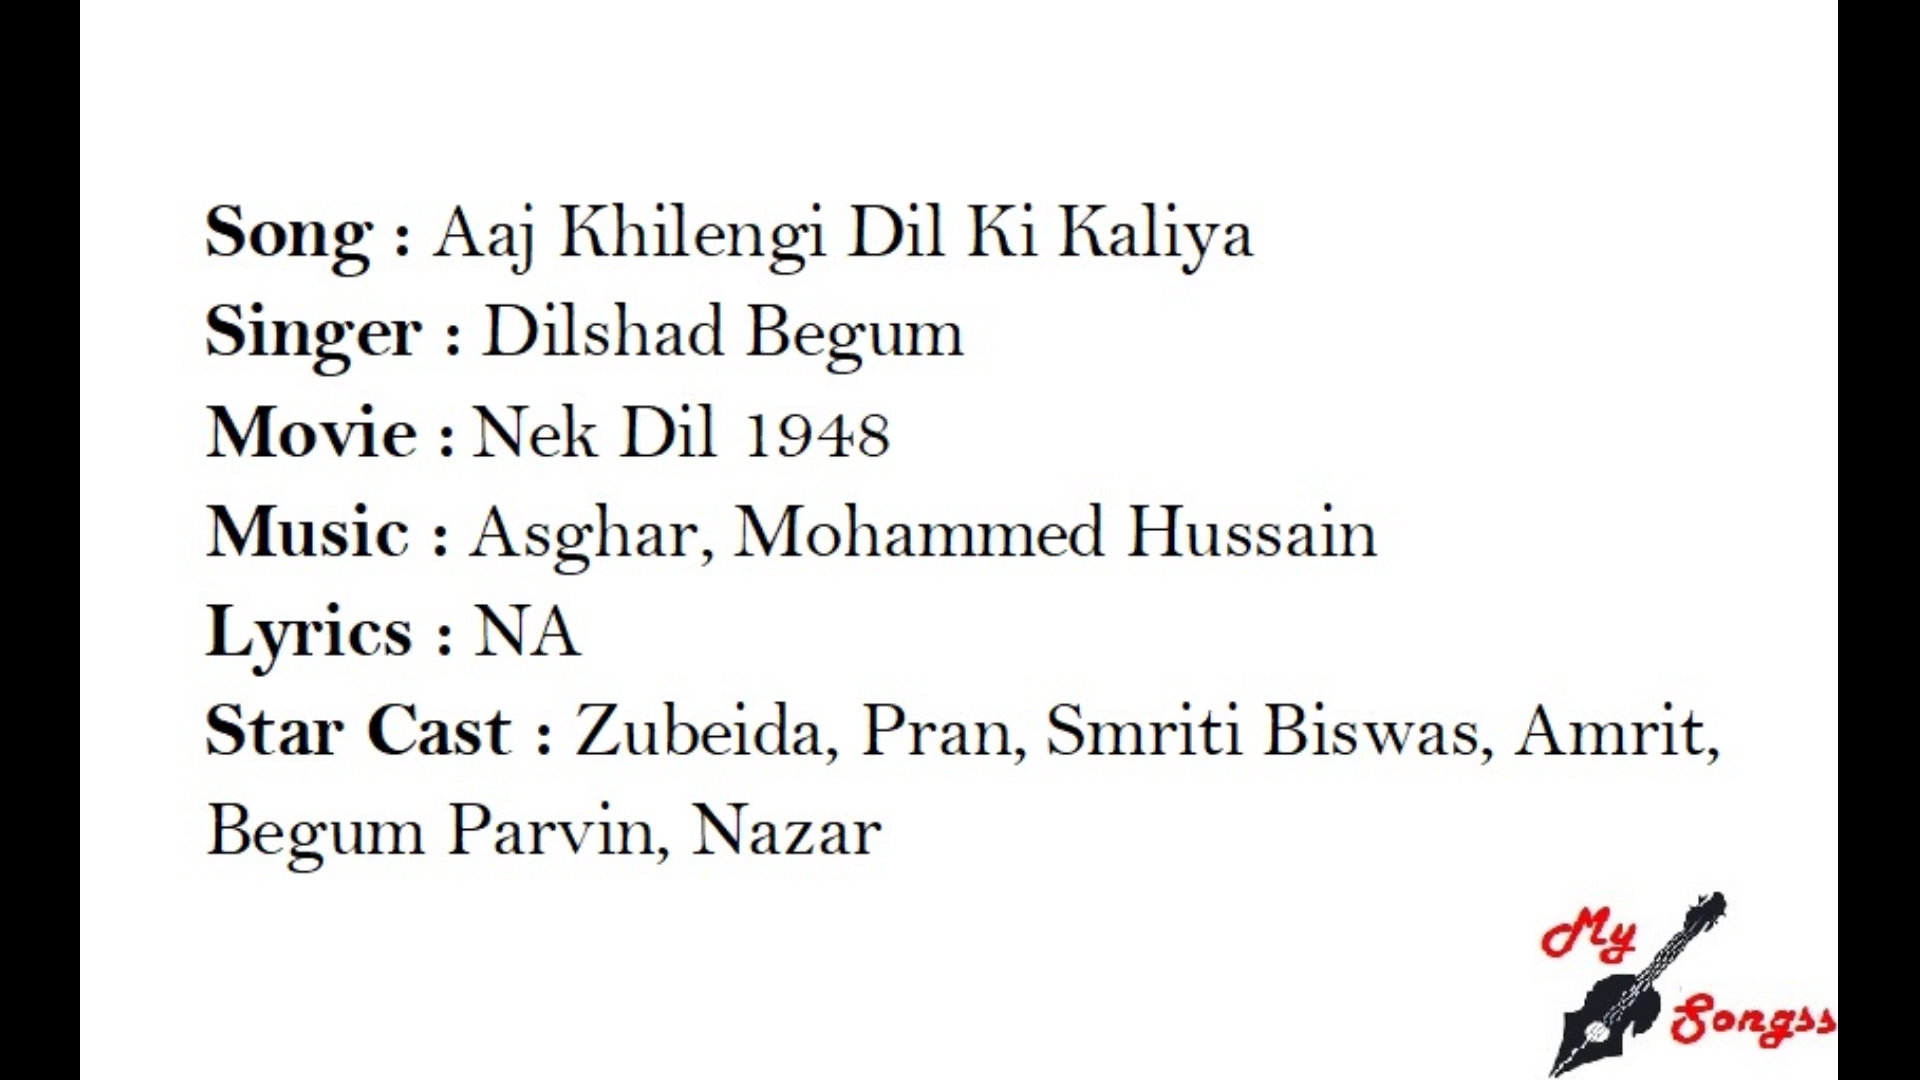 Song : Aaj Khilengi Dil Ki Kaliya
Singer : Dilshad Begum
Movie : Nek Dil 1948
Music : Asghar, Mohammed Hussain
Lyrics : NA
Star Cast : Zubeida, Pran, Smriti Biswas, Amrit,
Begum Parvin, Nazar
My
Songss